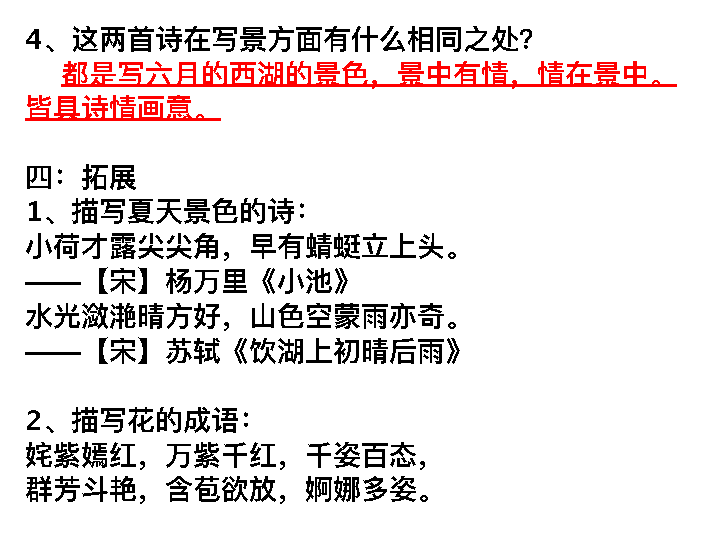 4、这两首诗在写景方面有什么相同之处？
都是写六月的西湖的景色，景中有情，情在景中。
皆具诗情画意。
四：拓展
1、描写夏天景色的诗：
小荷才露尖尖角，早有蜻蜓立上头。
——【宋】杨万里《小池》
水光潋滟晴方好，山色空蒙雨亦奇。
——【宋】苏轼《饮湖上初晴后雨》
2、描写花的成语：
姹紫嫣红，万紫千红，千姿百态，
群芳斗艳，含苞欲放，婀娜多姿。